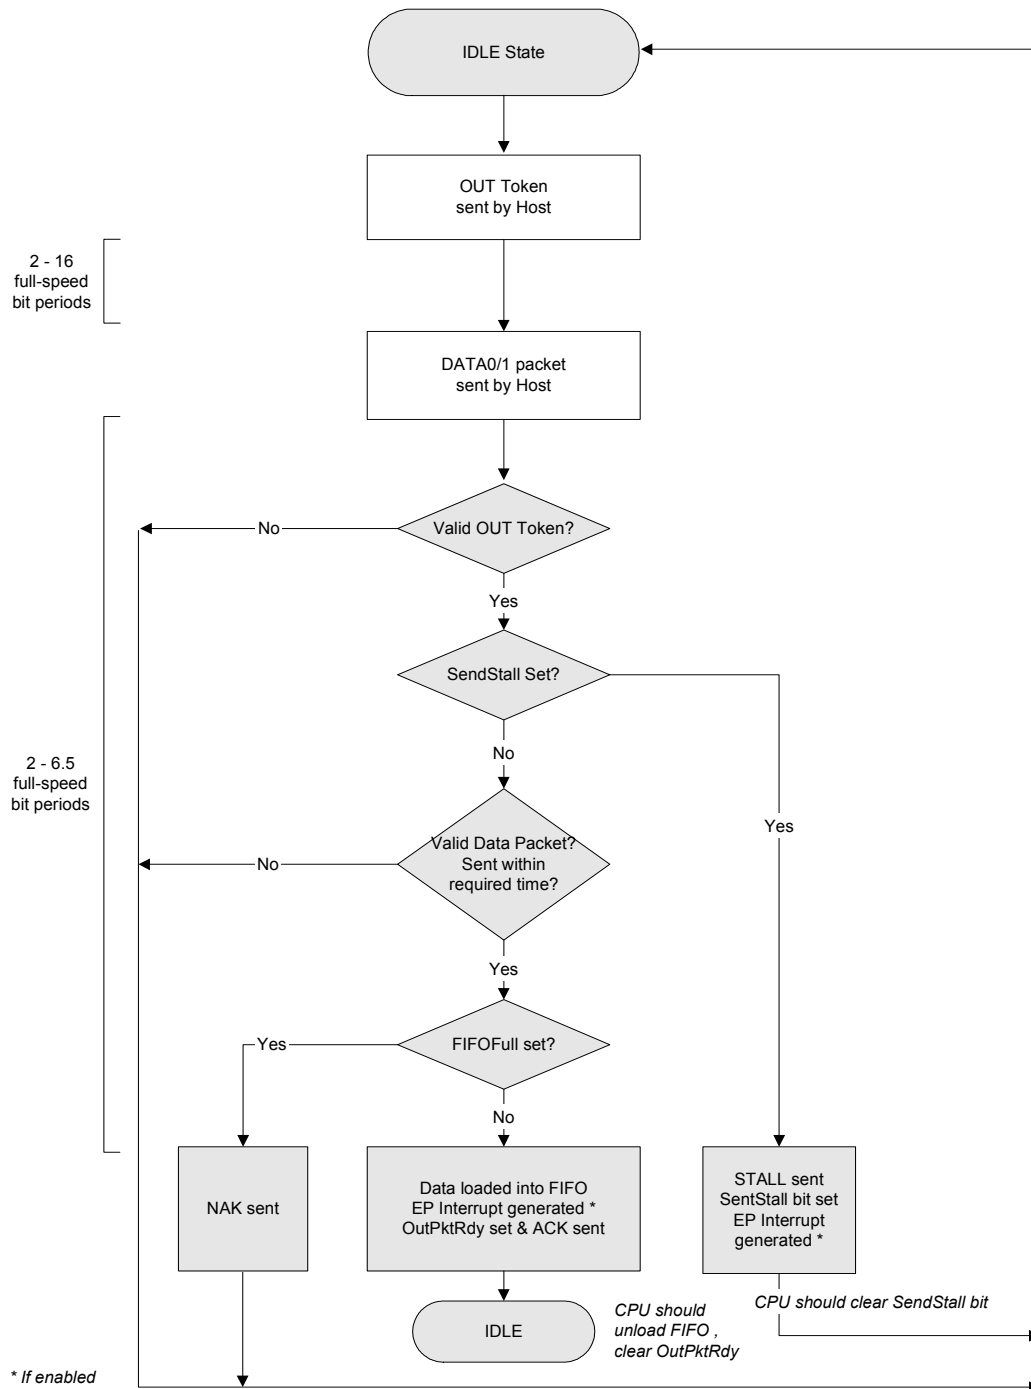 IDLE State
OUT Token
sent by Host
2 - 16
full-speed
bit periods
DATA0/1 packet
sent by Host
Valid OUT Token?
No
Yes
SendStall Set?
No
Yes
2 - 6.5
full-speed
bit periods
Valid Data Packet?
Sent within
required time?
No
Yes
FIFOFull set?
Yes
No
NAK sent
Data loaded into FIFO
EP Interrupt generated *
OutPktRdy set & ACK sent
STALL sent
SentStall bit set
EP Interrupt
generated *
IDLE
CPU should
unload FIFO ,
clear OutPktRdy
CPU should clear SendStall bit
* If enabled